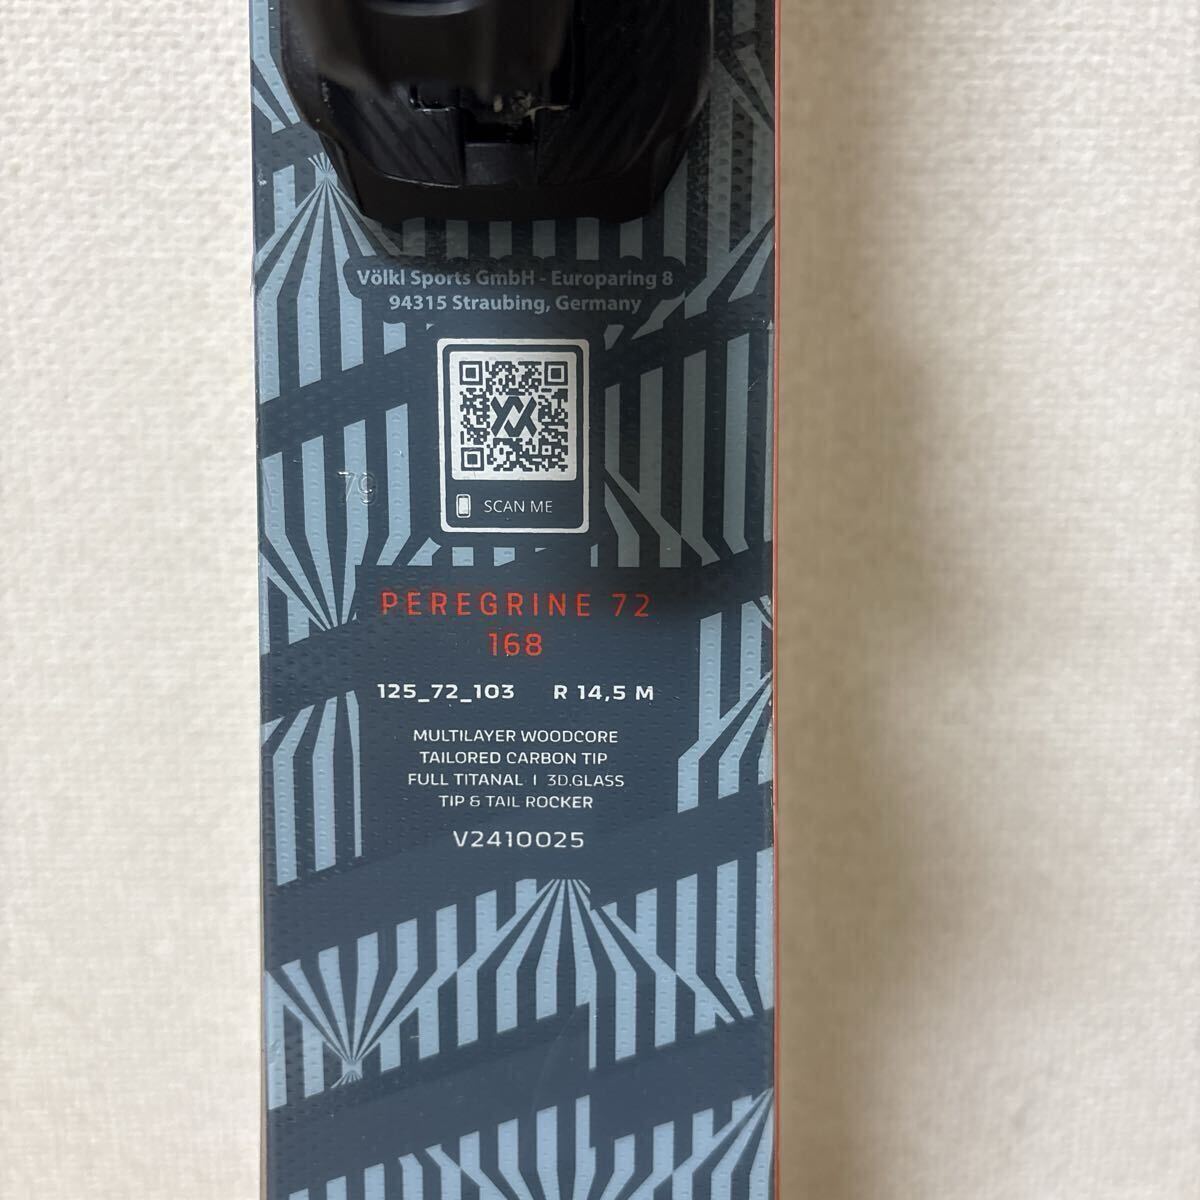 Völkl Sports GmbH - Europaring 8
94315 Straubing, Germany
SCAN ME
79
PEREGRINE 72
168
125_72_103 R 14,5 M
MULTILAYER WOODCORE
TAILORED CARBON TIP
FULL TITANAL I 3D.GLASS
TIP & TAIL ROCKER
V2410025